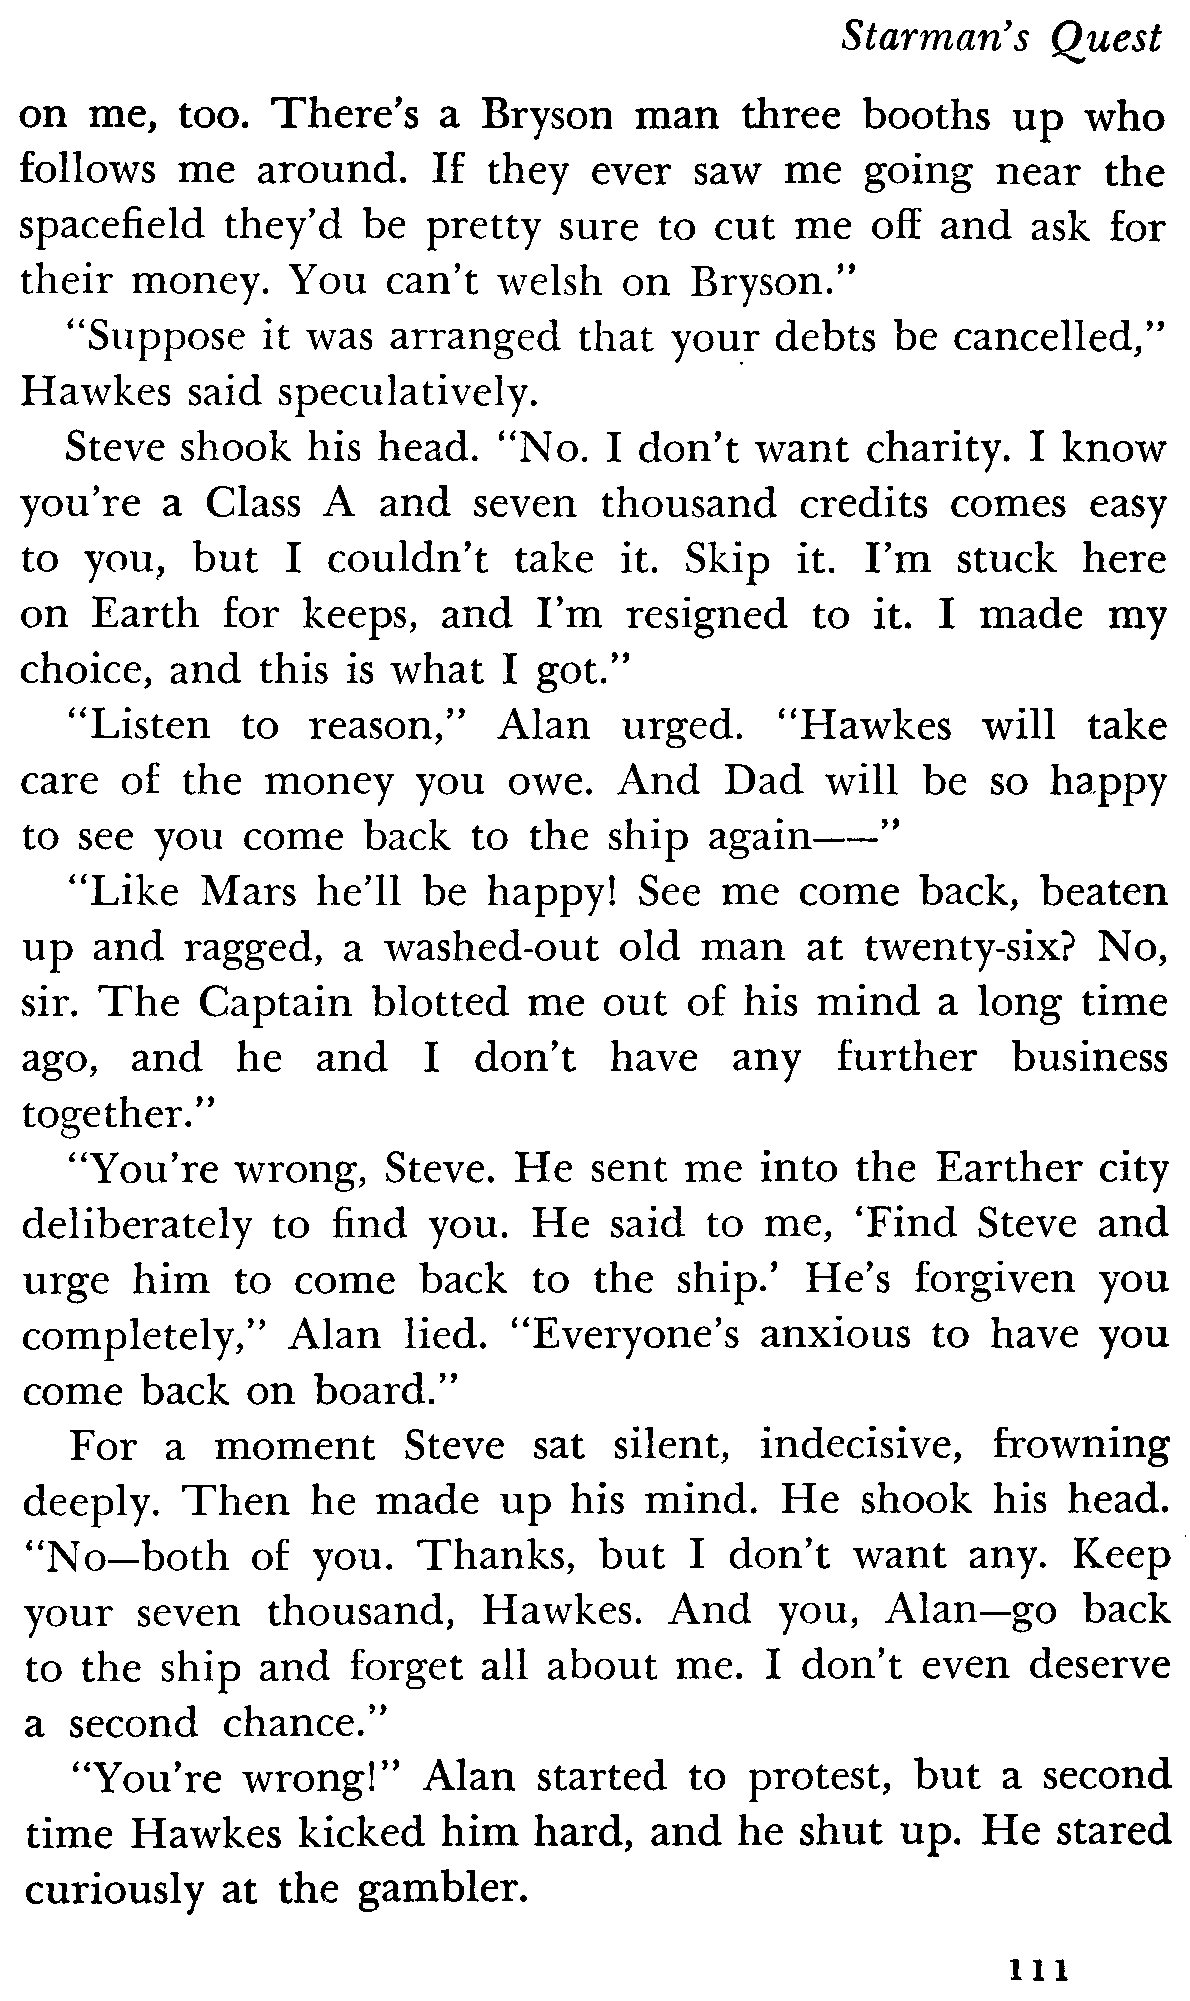 Starman's Quest
on me, too. There's a Bryson man three booths up who
follows me around. If they ever saw me going near the
spacefield they'd be pretty sure to cut me off and ask for
their money. You can't welsh on Bryson."
"Suppose it was arranged that your debts be cancelled,"
Hawkes said speculatively.
Steve shook his head. "No. I don't want charity. I know
you're a Class A and seven thousand credits comes easy
to you, but I couldn't take it. Skip it. I'm stuck here
on Earth for keeps, and I'm resigned to it. I made my
choice, and this is what I got."
"Listen to reason," Alan urged. "Hawkes will take
care of the money you owe. And Dad will be so happy
to see you come back to the ship again——"
"Like Mars he'll be happy! See me come back, beaten
up and ragged, a washed-out old man at twenty-six? No,
sir. The Captain blotted me out of his mind a long time
ago, and he and I don't have any further business
together."
"You're wrong, Steve. He sent me into the Earther city
deliberately to find you. He said to me, 'Find Steve and
urge him to come back to the ship.' He's forgiven you
completely," Alan lied. "Everyone's anxious to have you
come back on board."
For a moment Steve sat silent, indecisive, frowning
deeply. Then he made up his mind. He shook his head.
"No—both of you. Thanks, but I don't want any. Keep
your seven thousand, Hawkes. And you, Alan—go back
to the ship and forget all about me. I don't even deserve
a second chance."
"You're wrong!" Alan started to protest, but a second
time Hawkes kicked him hard, and he shut up. He stared
curiously at the gambler.
111